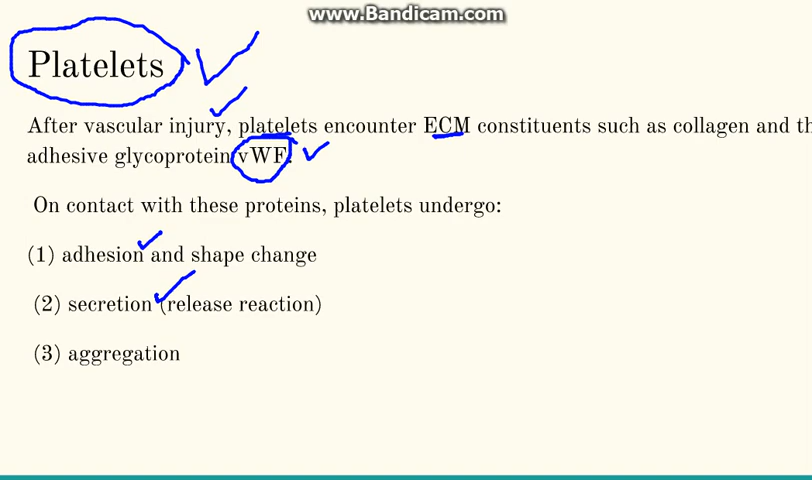 www.Bandicam.com
Platelets
After vascular injury, platelets encounter ECM constituents such as collagen and th
adhesive glycoprotein vWF.
On contact with these proteins, platelets undergo:
(1) adhesion and shape change
(2) secretion (release reaction)
(3) aggregation